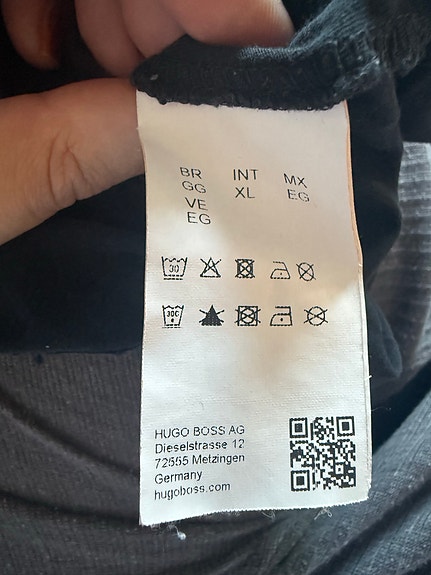 BR INT MX
GG XL EG
VE
EG
30
30C
HUGO BOSS AG
Dieselstrasse 12
72555 Metzingen
Germany
hugoboss.com